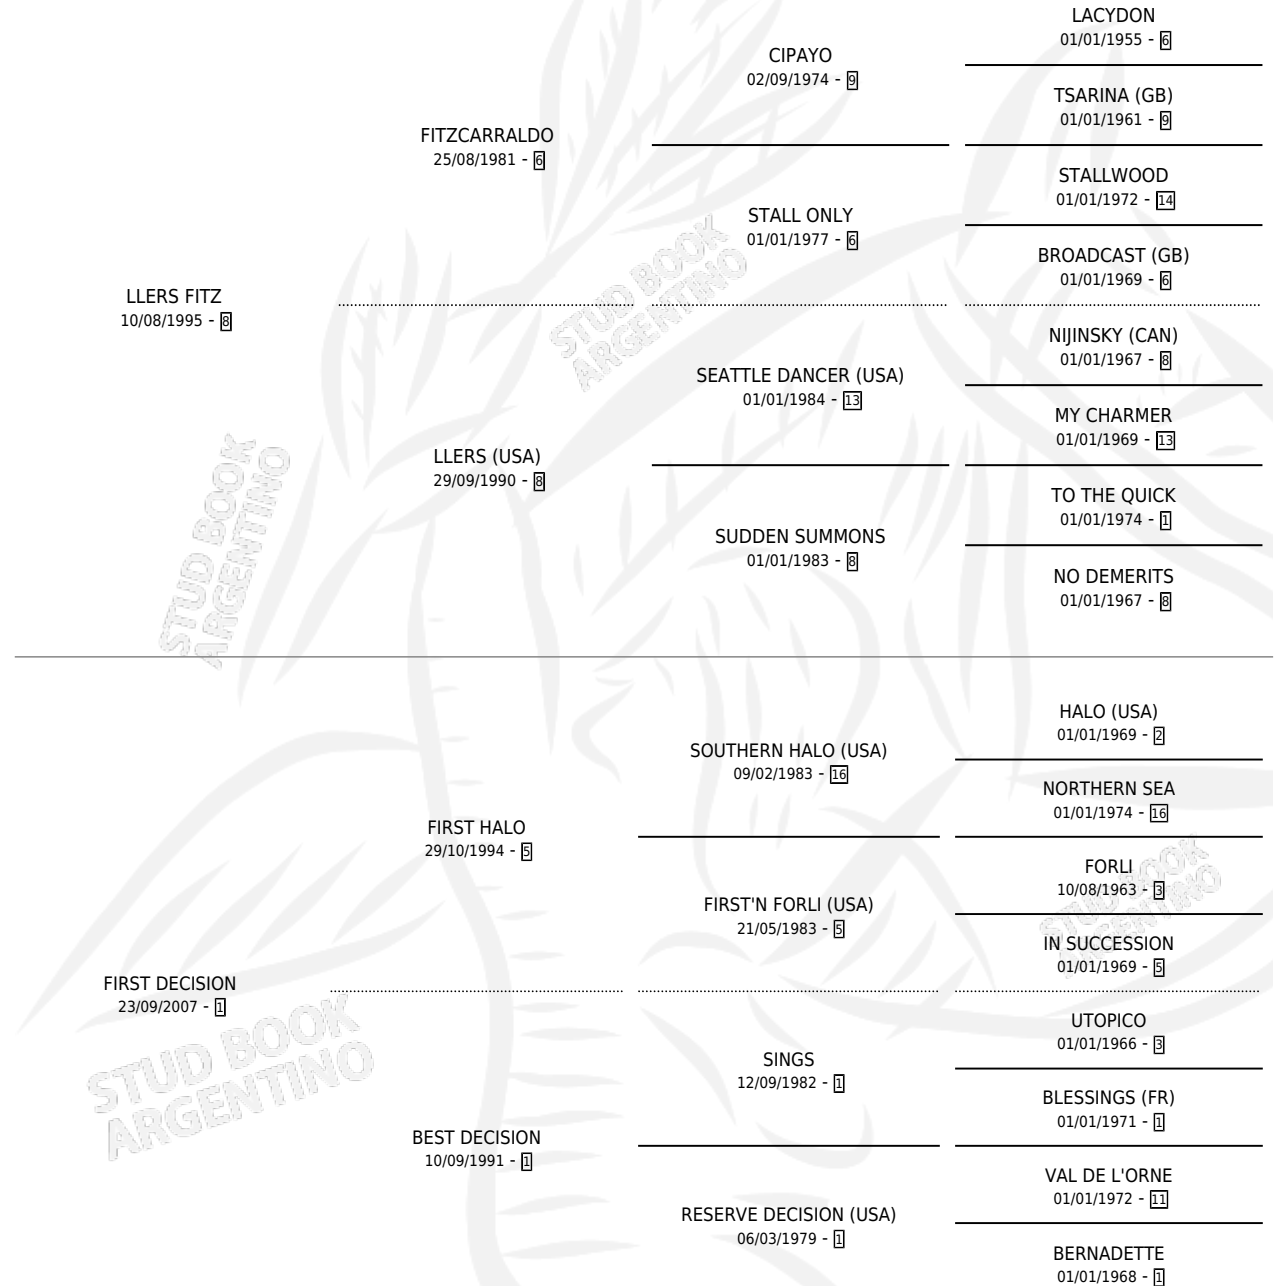 LACYDON
01/01/1955 - 6
CIPAYO
02/09/1974 - 9
TSARINA (GB)
01/01/1961 - 9
FITZCARRALDO
25/08/1981 - 6
STALLWOOD
01/01/1972 - 14
STALL ONLY
01/01/1977 - 6
BROADCAST (GB)
01/01/1969 - 6
LLERS FITZ
10/08/1995 - 8
NIJINSKY (CAN)
01/01/1967 - 8
SEATTLE DANCER (USA)
01/01/1984 - 13
MY CHARMER
01/01/1969 - 13
LLERS (USA)
29/09/1990 - 8
TO THE QUICK
01/01/1974 - 1
SUDDEN SUMMONS
01/01/1983 - 8
NO DEMERITS
01/01/1967 - 8
STUD BOOK
ARGENTINO
STUD BOOK
ARGENTINO
HALO (USA)
01/01/1969 - 2
SOUTHERN HALO (USA)
09/02/1983 - 16
NORTHERN SEA
01/01/1974 - 16
FIRST HALO
29/10/1994 - 5
FORLI
10/08/1963 - 3
FIRST'N FORLI (USA)
21/05/1983 - 5
IN SUCCESSION
01/01/1969 - 5
STUD BOOK
ARGENTINO
FIRST DECISION
23/09/2007 - 1
UTOPICO
01/01/1966 - 3
SINGS
12/09/1982 - 1
BLESSINGS (FR)
01/01/1971 - 1
BEST DECISION
10/09/1991 - 1
VAL DE L'ORNE
01/01/1972 - 11
RESERVE DECISION (USA)
06/03/1979 - 1
BERNADETTE
01/01/1968 - 1
STUD BOOK
ARGENTINO